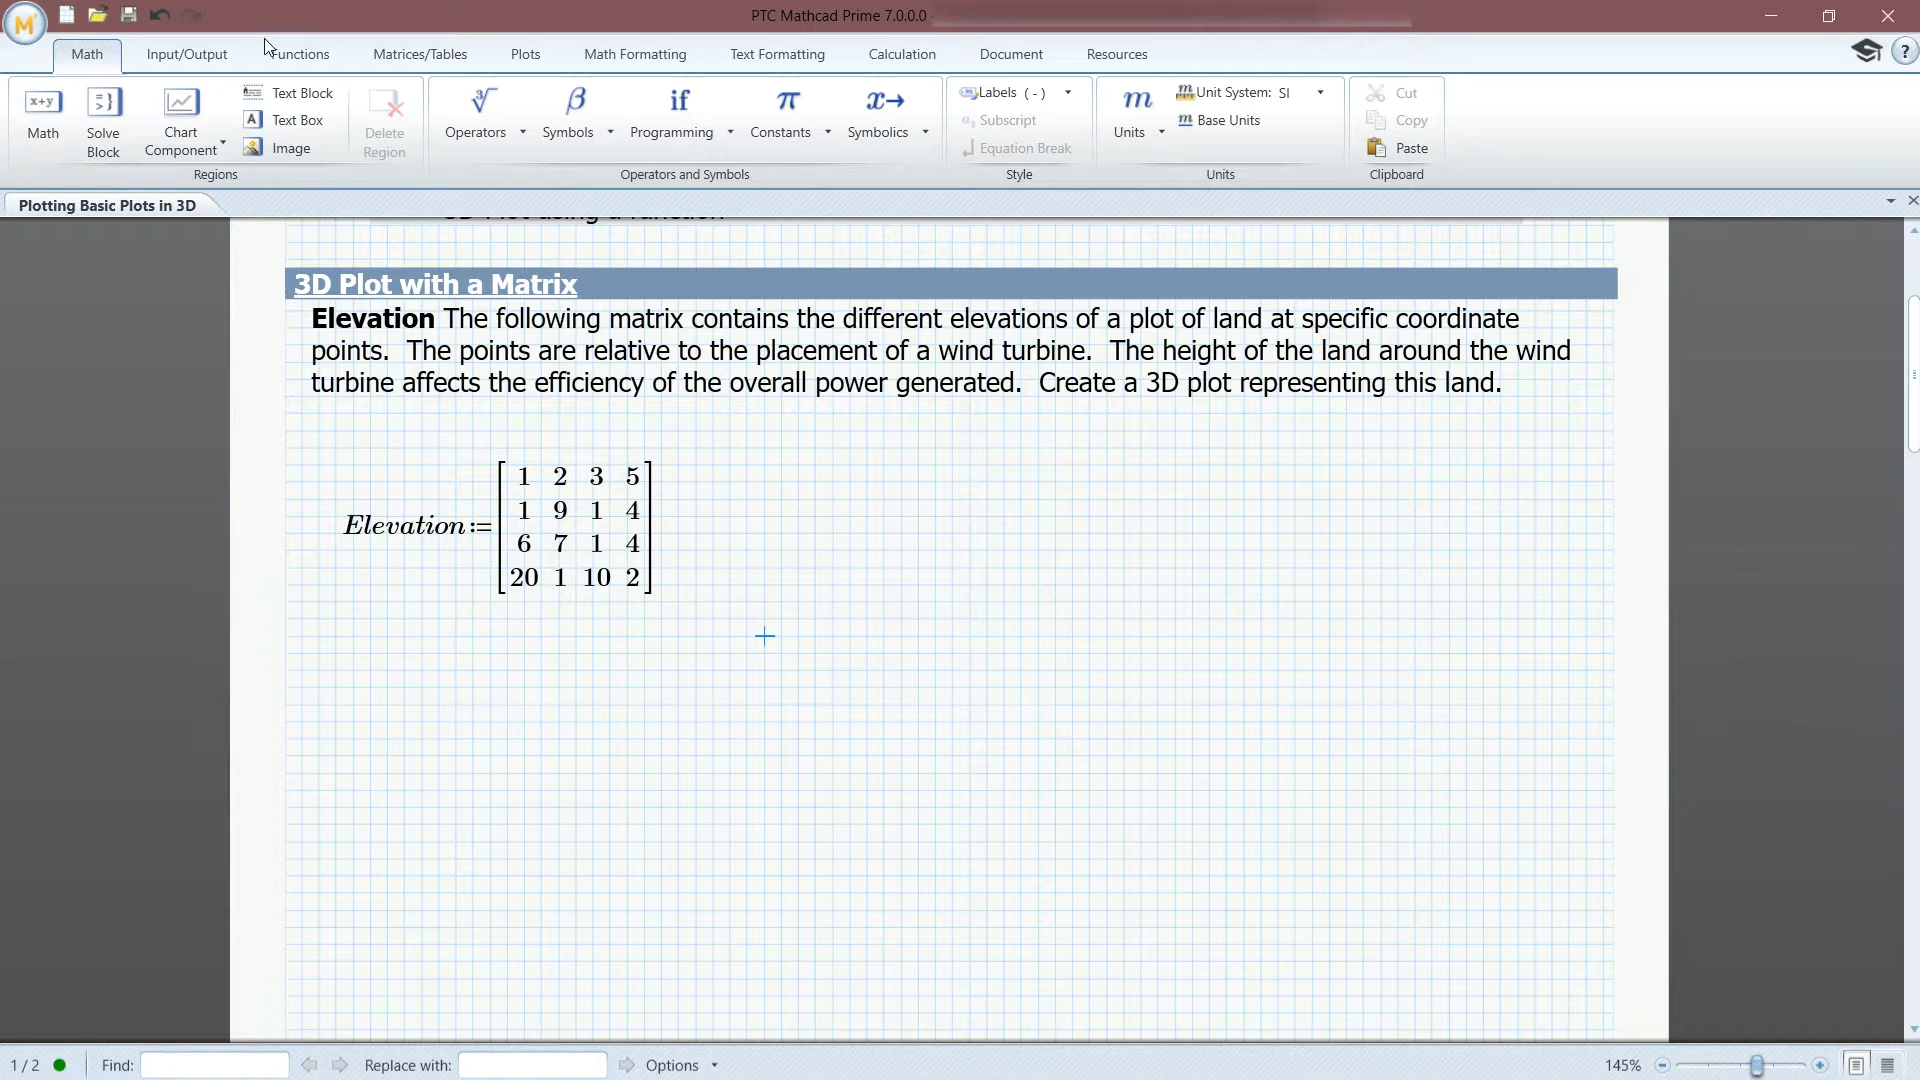 PTC Mathcad Prime 7.0.0.0
Math Input/Output Functions Matrices/Tables Plots Math Formatting Text Formatting Calculation Document Resources
Math
Solve Block
Chart Component
Text Block
Text Box
Image
Delete Region
Regions
if
Operators Symbols Programming Constants Symbolics
Operators and Symbols
Labels ( - )
Subscript
Equation Break
Style
Units
Unit System: SI
Base Units
Units
Cut
Copy
Paste
Clipboard
Plotting Basic Plots in 3D
3D Plot with a Matrix
Elevation The following matrix contains the different elevations of a plot of land at specific coordinate
points. The points are relative to the placement of a wind turbine. The height of the land around the wind
turbine affects the efficiency of the overall power generated. Create a 3D plot representing this land.
Elevation:=
1 2 3 5
1 9 1 4
6 7 1 4
20 1 10 2
1 / 2 Find: Replace with: Options 145%